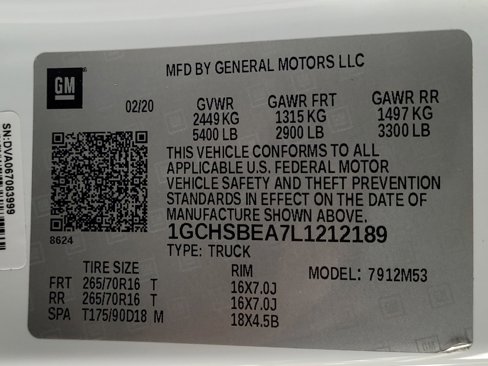 GM
MFD BY GENERAL MOTORS LLC
02/20 GVWR GAWR FRT GAWR RR
2449 KG 1315 KG 1497 KG
5400 LB 2900 LB 3300 LB
THIS VEHICLE CONFORMS TO ALL
APPLICABLE U.S. FEDERAL MOTOR
VEHICLE SAFETY AND THEFT PREVENTION
STANDARDS IN EFFECT ON THE DATE OF
MANUFACTURE SHOWN ABOVE.
8624
1GCHSBEA7L1212189
TYPE: TRUCK
TIRE SIZE RIM MODEL: 7912M53
FRT 265/70R16 T 16X7.0J
RR 265/70R16 T 16X7.0J
SPA T175/90D18 M 18X4.5B
SN:DVA067083999